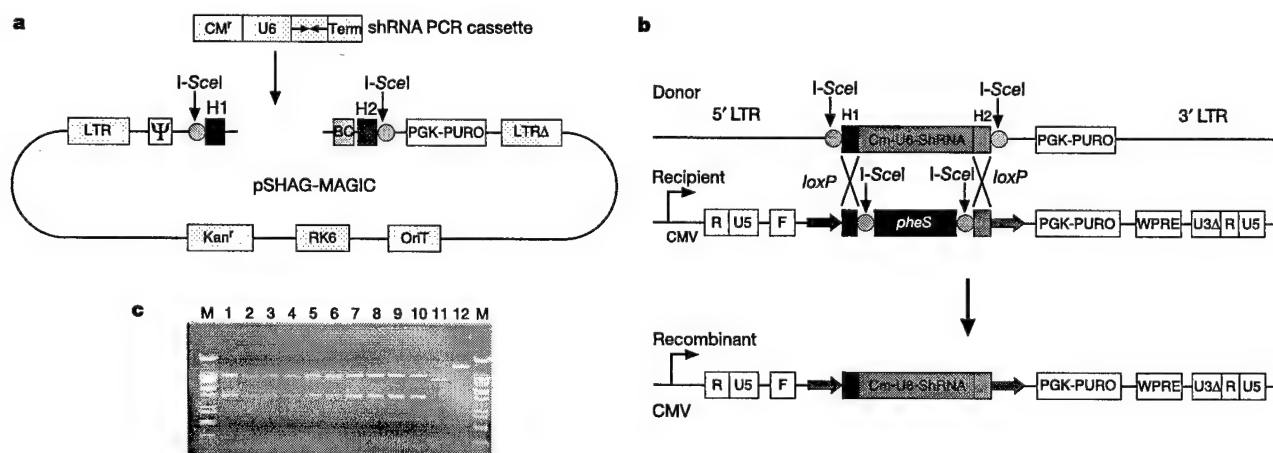 a
CMr U6 Term shRNA PCR cassette
I-SceI I-SceI
H1 H2
LTR Ψ BC PGK-PURO LTRΔ
pSHAG-MAGIC
Kanr RK6 OriT
b
Donor I-SceI I-SceI
5′ LTR H1 H2 3′ LTR
Cm-U6-ShRNA PGK-PURO
Recipient loxP I-SceI I-SceI loxP
R U5 F pheS PGK-PURO WPRE U3Δ R U5
CMV
Recombinant
R U5 F Cm-U6-ShRNA PGK-PURO WPRE U3Δ R U5
CMV
c
M 1 2 3 4 5 6 7 8 9 10 11 12 M